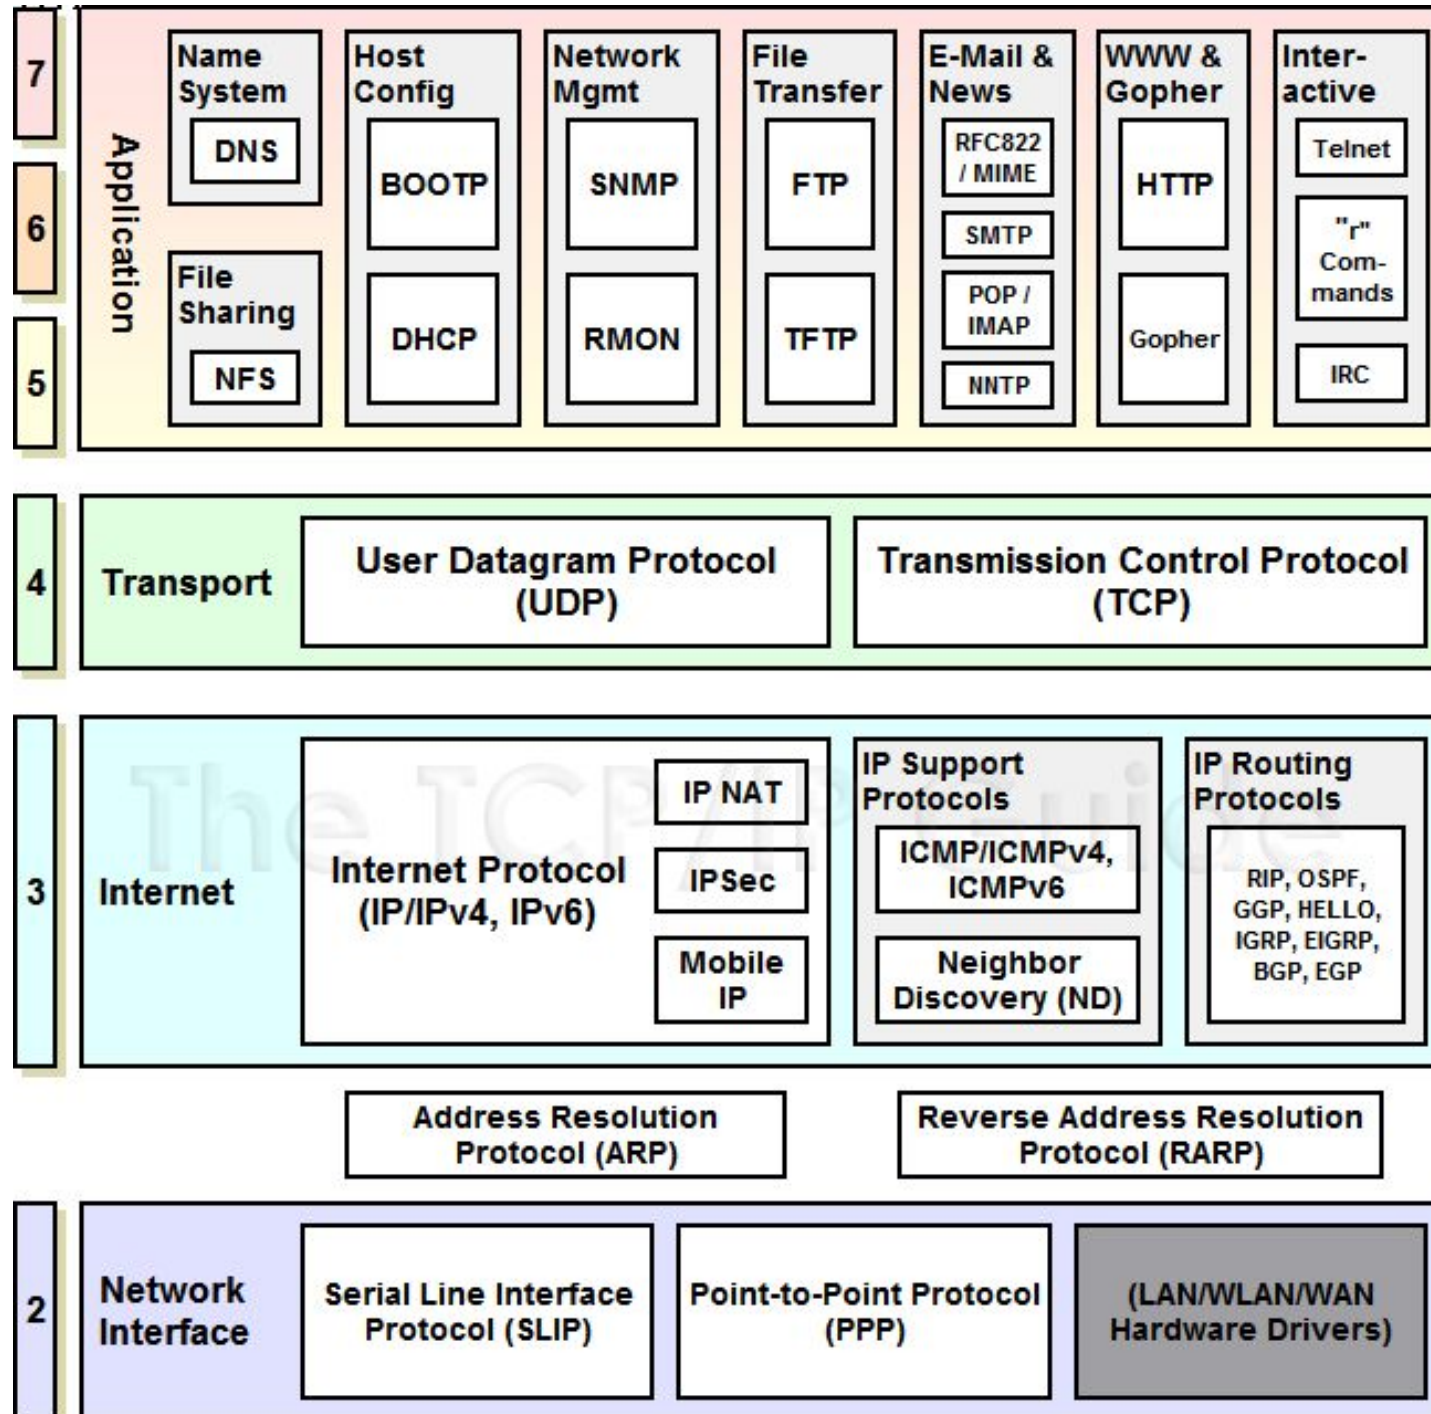 7
6
5
Application
Name
System
DNS
File
Sharing
NFS
Host
Config
BOOTP
DHCP
Network
Mgmt
SNMP
RMON
File
Transfer
FTP
TFTP
E-Mail &
News
RFC822
/ MIME
SMTP
POP /
IMAP
NNTP
WWW &
Gopher
HTTP
Gopher
Inter-
active
Telnet
"r"
Com-
mands
IRC
4
Transport
User Datagram Protocol
(UDP)
Transmission Control Protocol
(TCP)
The TCP/IP Guide
3
Internet
Internet Protocol
(IP/IPv4, IPv6)
IP NAT
IPSec
Mobile
IP
IP Support
Protocols
ICMP/ICMPv4,
ICMPv6
Neighbor
Discovery (ND)
IP Routing
Protocols
RIP, OSPF,
GGP, HELLO,
IGRP, EIGRP,
BGP, EGP
Address Resolution
Protocol (ARP)
Reverse Address Resolution
Protocol (RARP)
2
Network
Interface
Serial Line Interface
Protocol (SLIP)
Point-to-Point Protocol
(PPP)
(LAN/WLAN/WAN
Hardware Drivers)